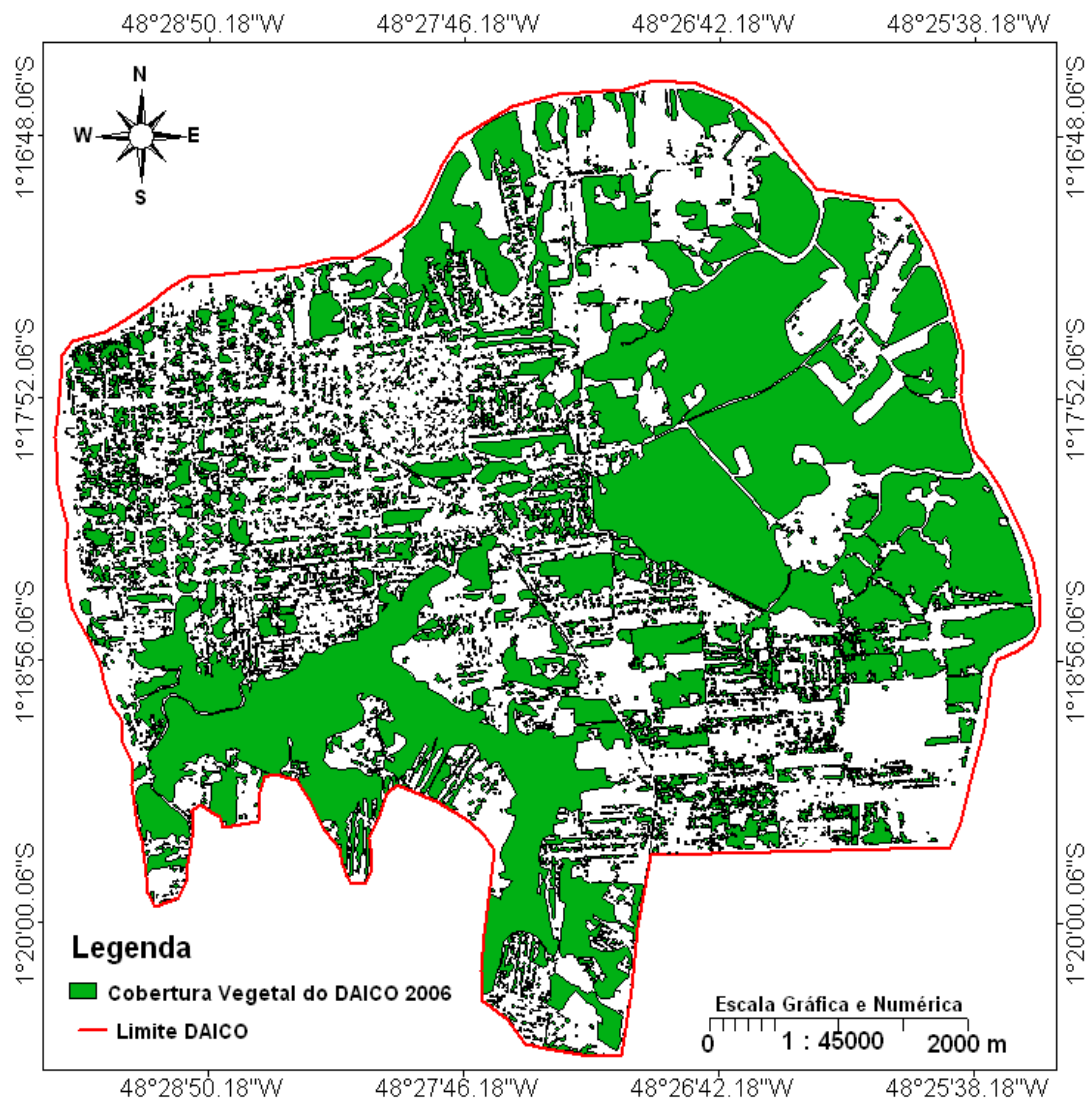 48°28'50.18"W 48°27'46.18"W 48°26'42.18"W 48°25'38.18"W
1°16'48.06"S 1°16'48.06"S
N
W E
S
1°17'52.06"S 1°17'52.06"S
1°18'56.06"S 1°18'56.06"S
1°20'00.06"S 1°20'00.06"S
Legenda
Cobertura Vegetal do DAICO 2006
Limite DAICO
Escala Gráfica e Numérica
0 1 : 45000 2000 m
48°28'50.18"W 48°27'46.18"W 48°26'42.18"W 48°25'38.18"W